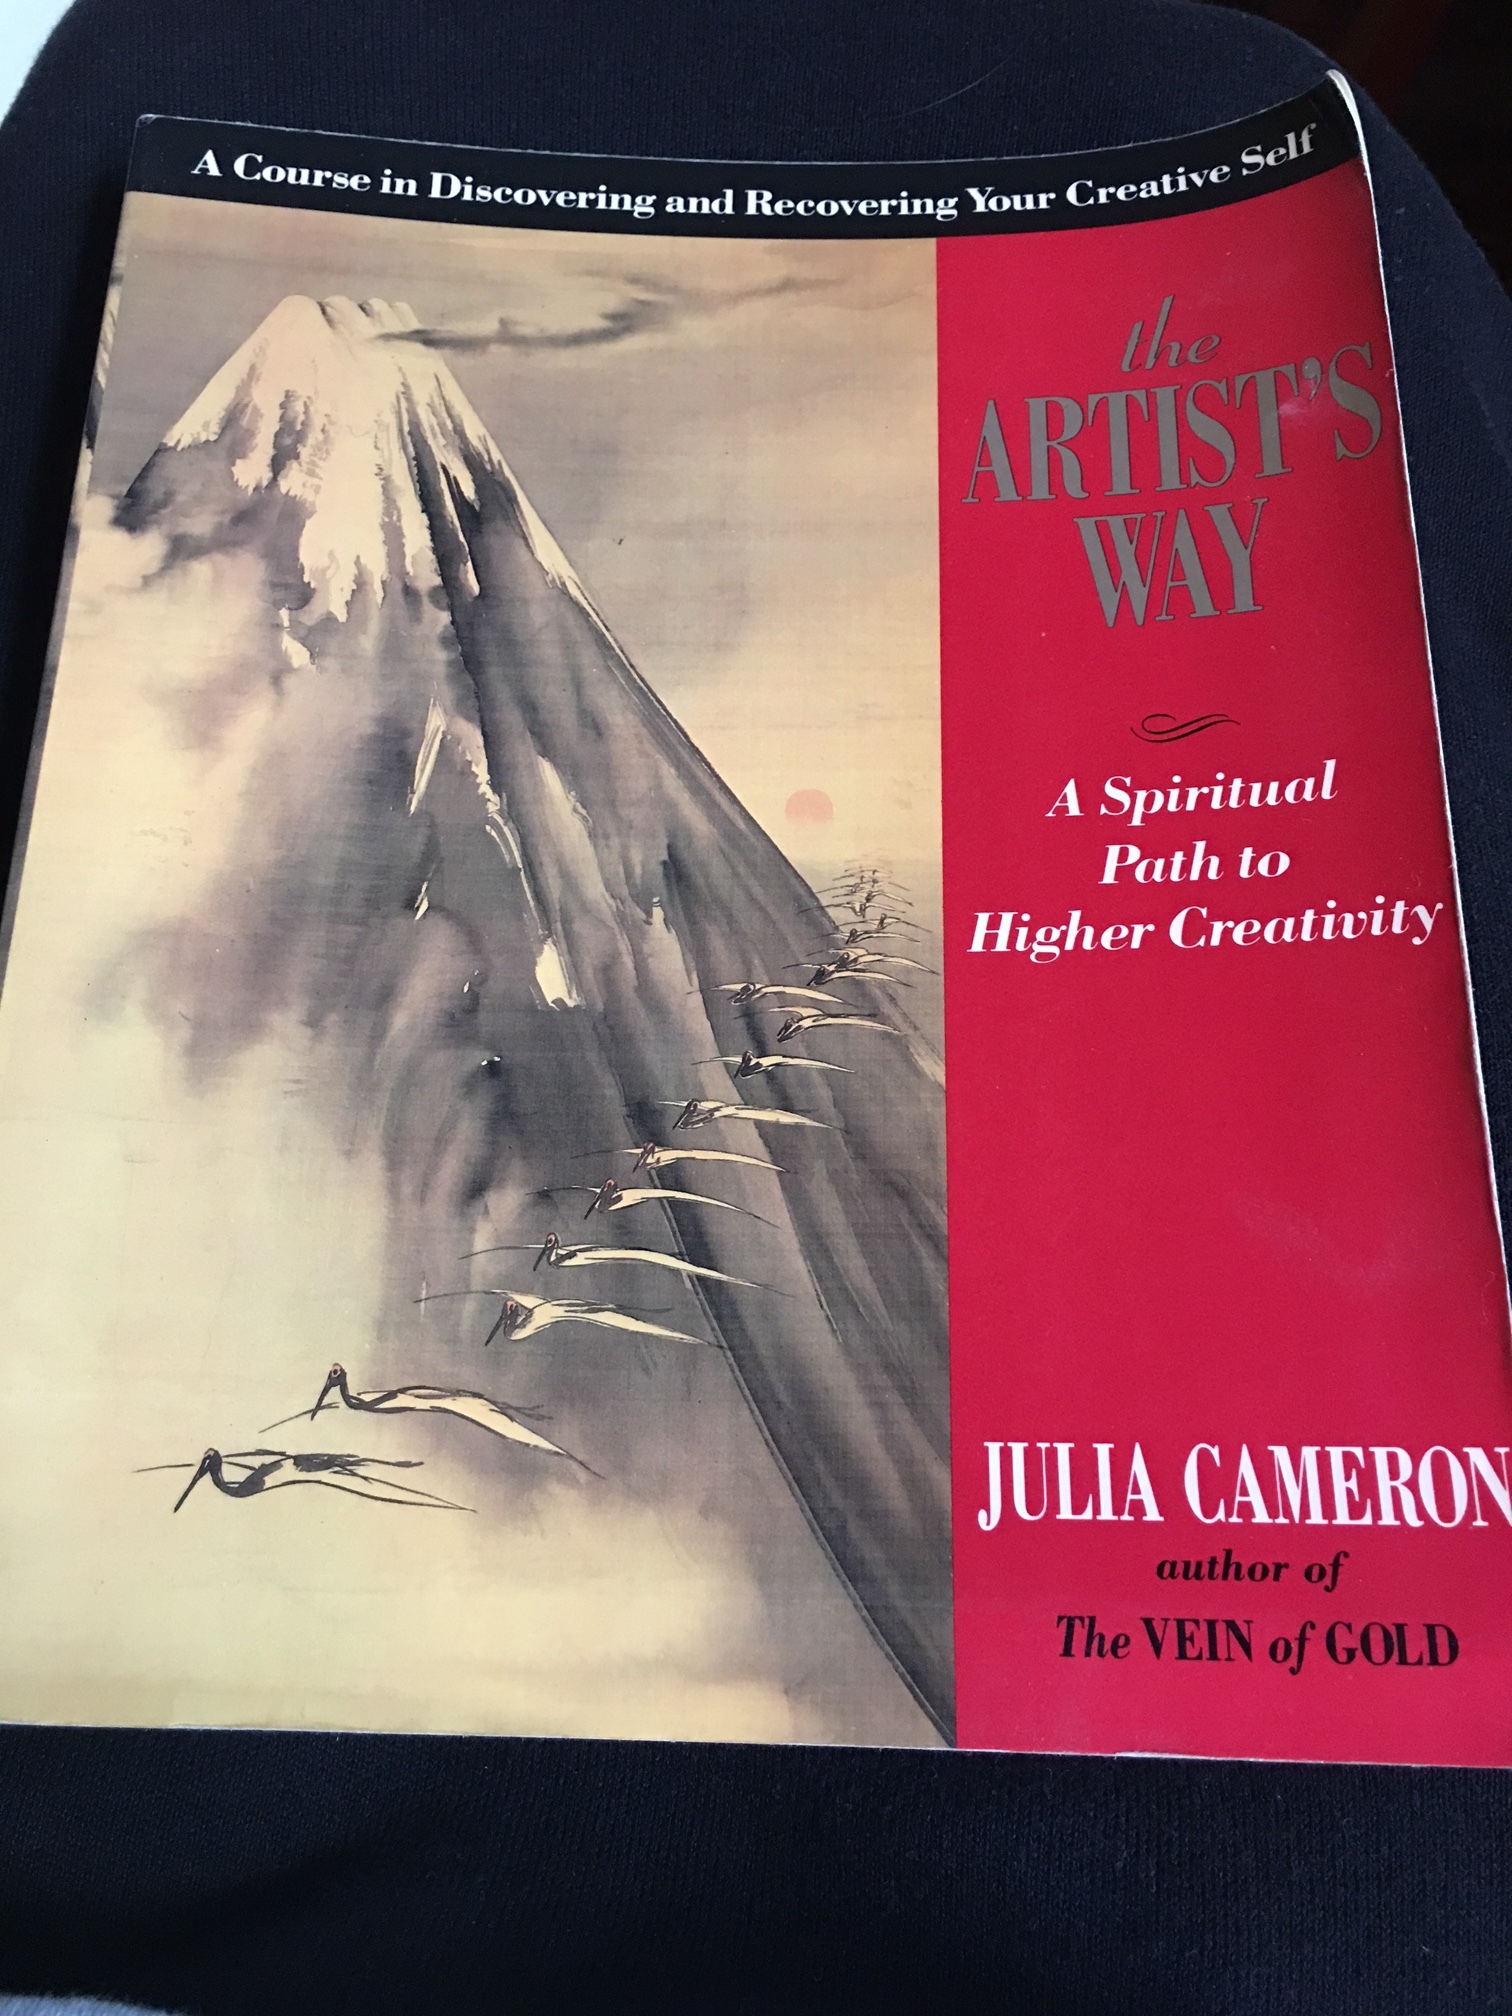 A Course in Discovering and Recovering Your Creative Self
the
ARTIST'S
WAY
A Spiritual
Path to
Higher Creativity
JULIA CAMERON
author of
The VEIN of GOLD